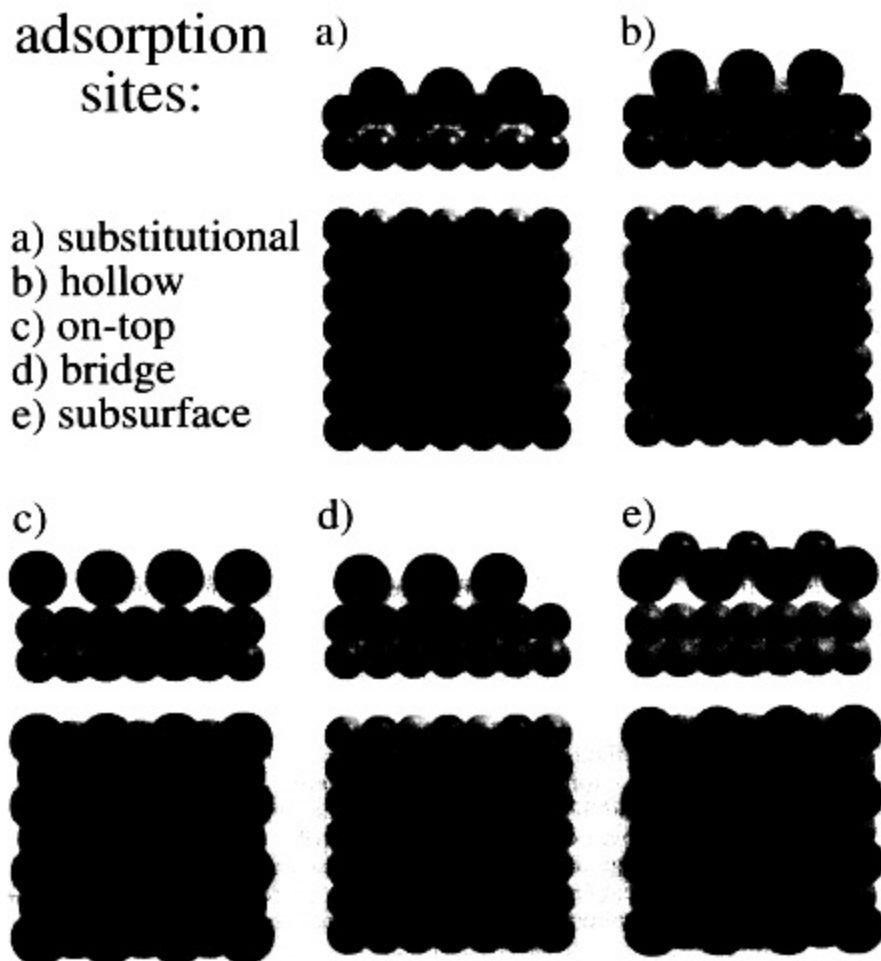 adsorption
sites:
a) substitutional
b) hollow
c) on-top
d) bridge
e) subsurface
a)
b)
c)
d)
e)